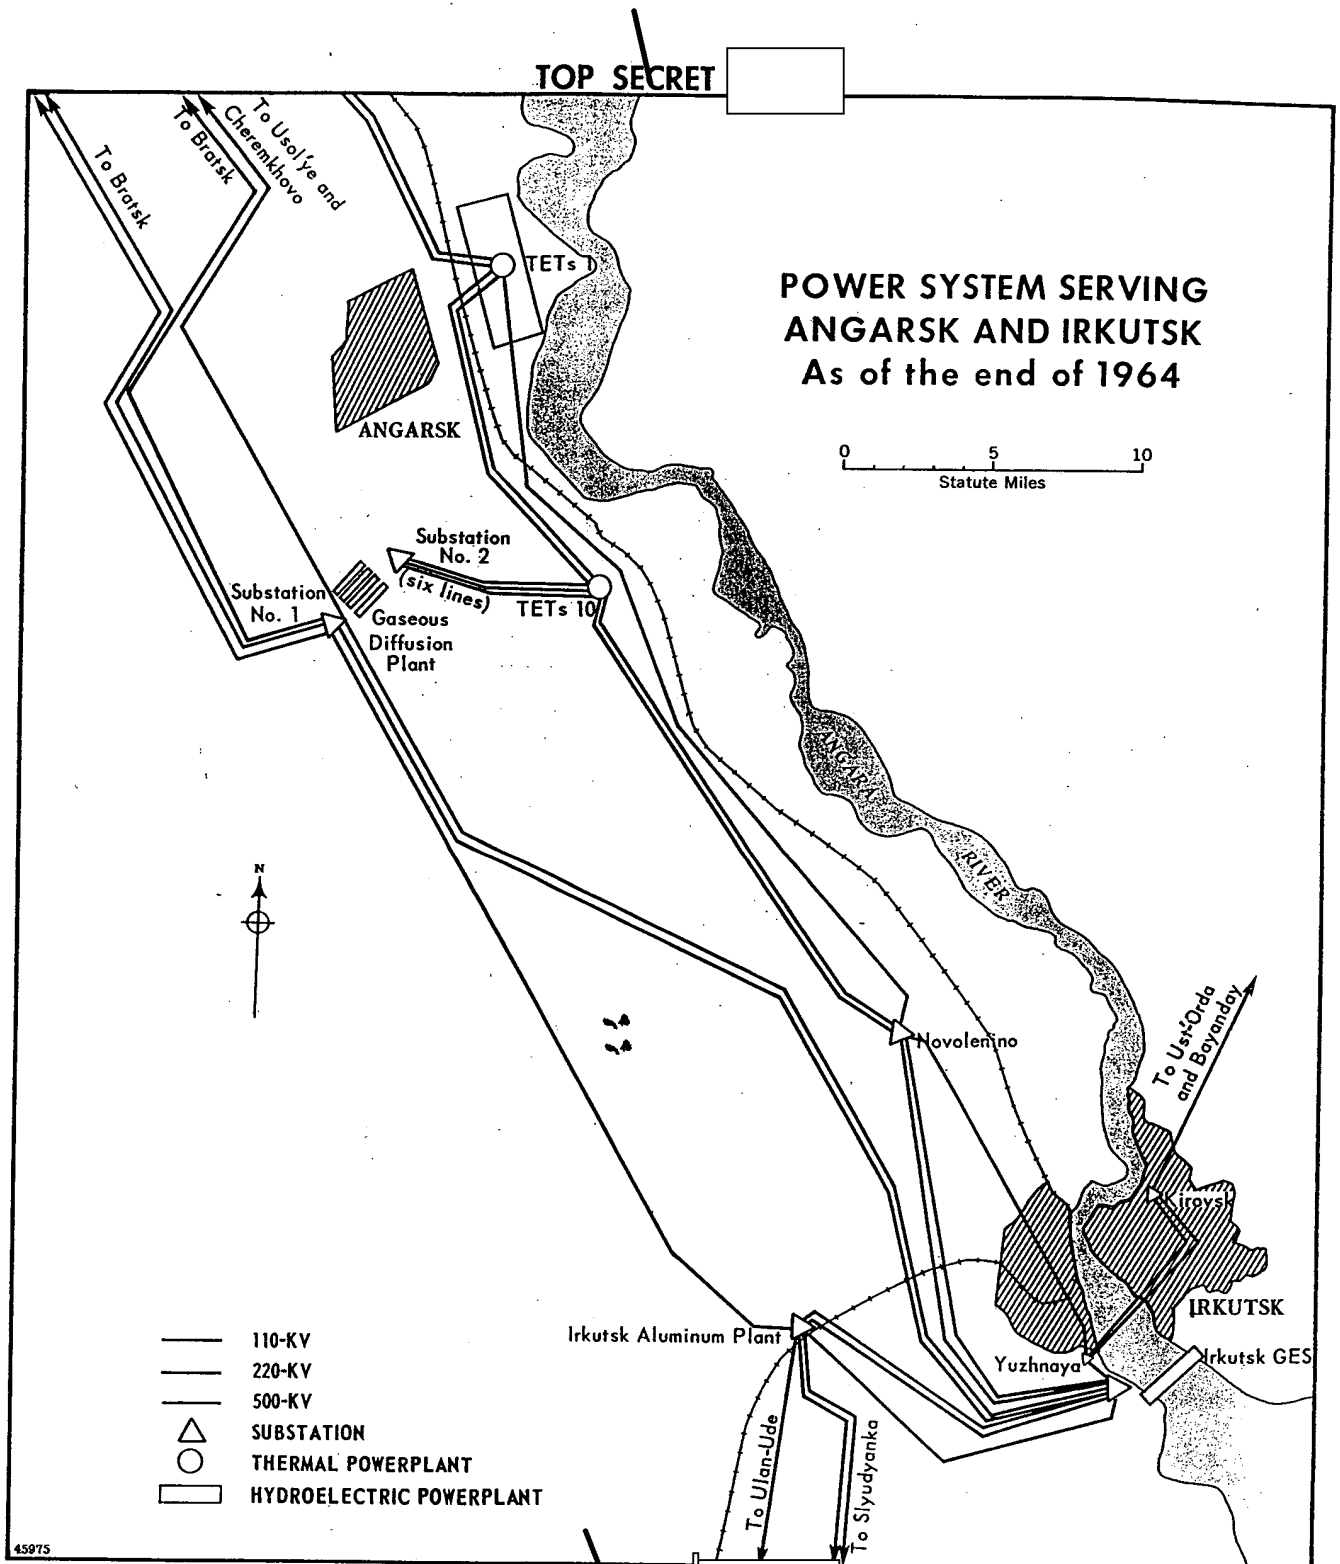 TOP SECRET
To Bratsk
To Bratsk
To Usol'ye and
Cheremkhovo
TETs 1
POWER SYSTEM SERVING
ANGARSK AND IRKUTSK
As of the end of 1964
0 5 10
Statute Miles
ANGARSK
Substation
No. 2
(six lines)
TETs 10
Substation
No. 1
Gaseous
Diffusion
Plant
ANGARA
RIVER
N
Novolenino
To Ust'-Orda
and Bayanday
Kirovsk
IRKUTSK
Irkutsk Aluminum Plant
Yuzhnaya
Irkutsk GES
To Ulan-Ude
To Slyudyanka
110-KV
220-KV
500-KV
SUBSTATION
THERMAL POWERPLANT
HYDROELECTRIC POWERPLANT
45975